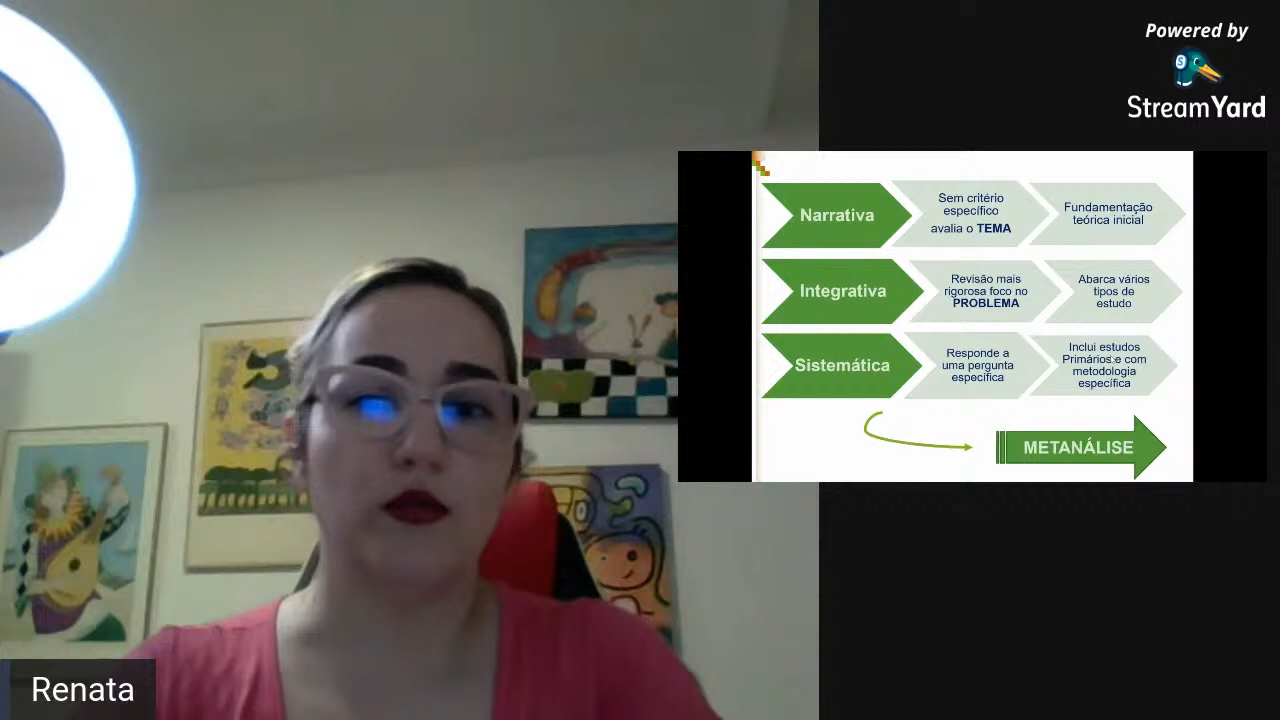 Powered by
StreamYard
Narrativa
Sem critério
específico
avalia o TEMA
Fundamentação
teórica inicial
Integrativa
Revisão mais
rigorosa foco no
PROBLEMA
Abarca vários
tipos de
estudo
Sistemática
Responde a
uma pergunta
específica
Inclui estudos
Primários e com
metodologia
específica
METANÁLISE
Renata